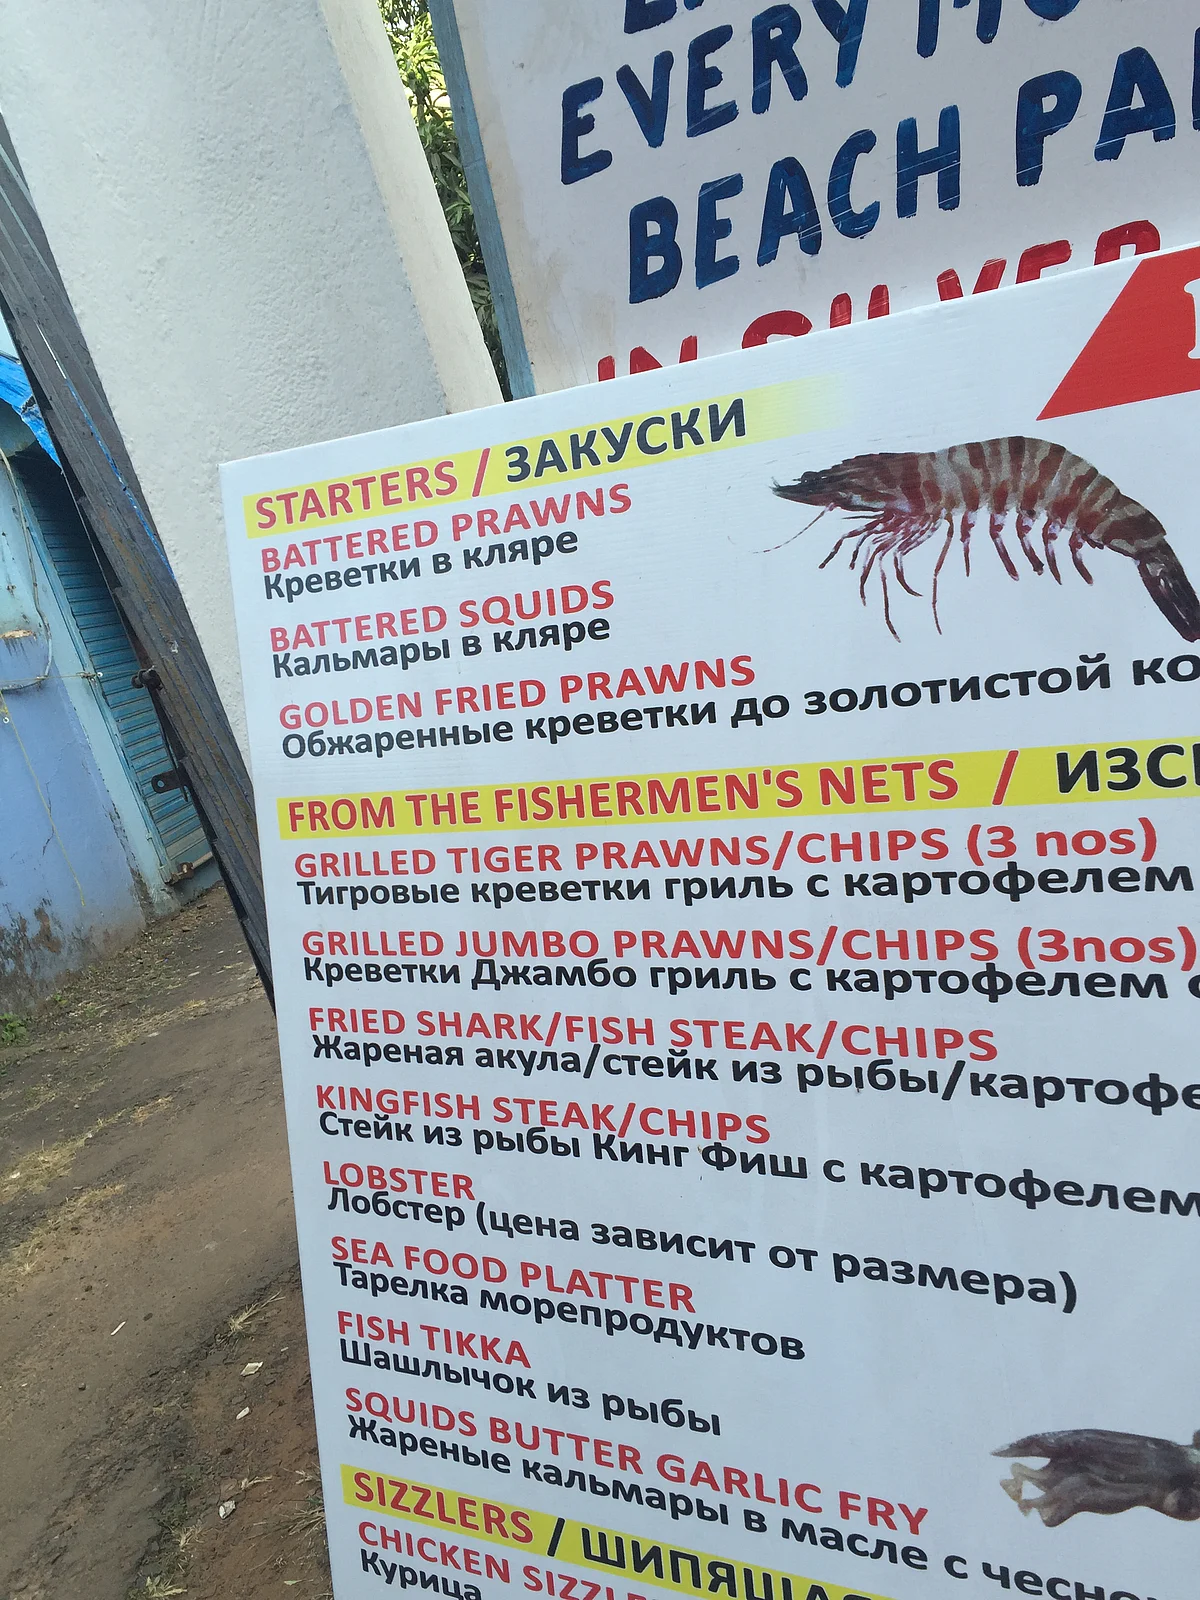 EVERY
BEACH
IN SILVER
STARTERS / ЗАКУСКИ
BATTERED PRAWNS
Креветки в кляре
BATTERED SQUIDS
Кальмары в кляре
GOLDEN FRIED PRAWNS
Обжаренные креветки до золотистой
FROM THE FISHERMEN'S NETS /
GRILLED TIGER PRAWNS/CHIPS (3 nos)
Тигровые креветки гриль с картофелем
GRILLED JUMBO PRAWNS/CHIPS (3nos)
Креветки Джамбо гриль с картофелем
FRIED SHARK/FISH STEAK/CHIPS
Жареная акула/стейк из рыбы/
KINGFISH STEAK/CHIPS
Стейк из рыбы Кинг Фиш с картофелем
LOBSTER
Лобстер (цена зависит от размера)
SEA FOOD PLATTER
Тарелка морепродуктов
FISH TIKKA
Шашлычок из рыбы
SQUIDS BUTTER GARLIC FRY
Жареные кальмары в масле с
SIZZLERS /
CHICKEN
Курица